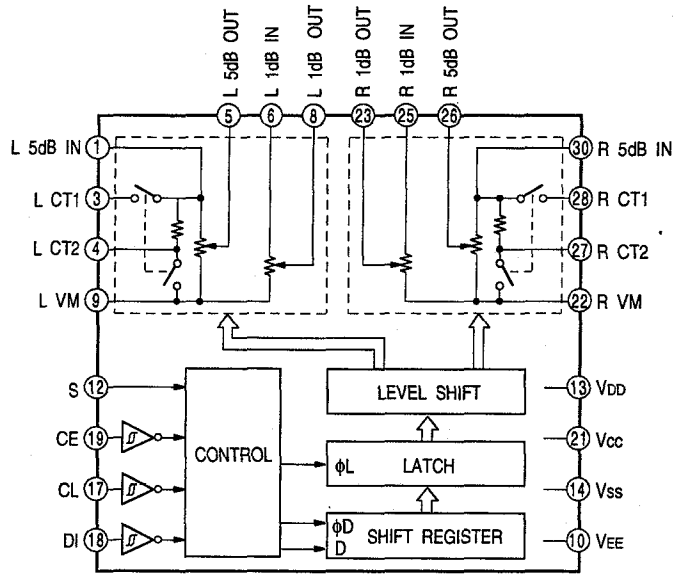 L 5dB OUT
L 1dB IN
L 1dB OUT
R 1dB OUT
R 1dB IN
R 5dB OUT
5
6
8
23
25
26
L 5dB IN 1
30 R 5dB IN
L CT1 3
28 R CT1
L CT2 4
27 R CT2
L VM 9
22 R VM
S 12
LEVEL SHIFT
13 VDD
CE 19
CONTROL
φL LATCH
21 Vcc
CL 17
14 Vss
DI 18
φD
D
SHIFT REGISTER
10 VEE